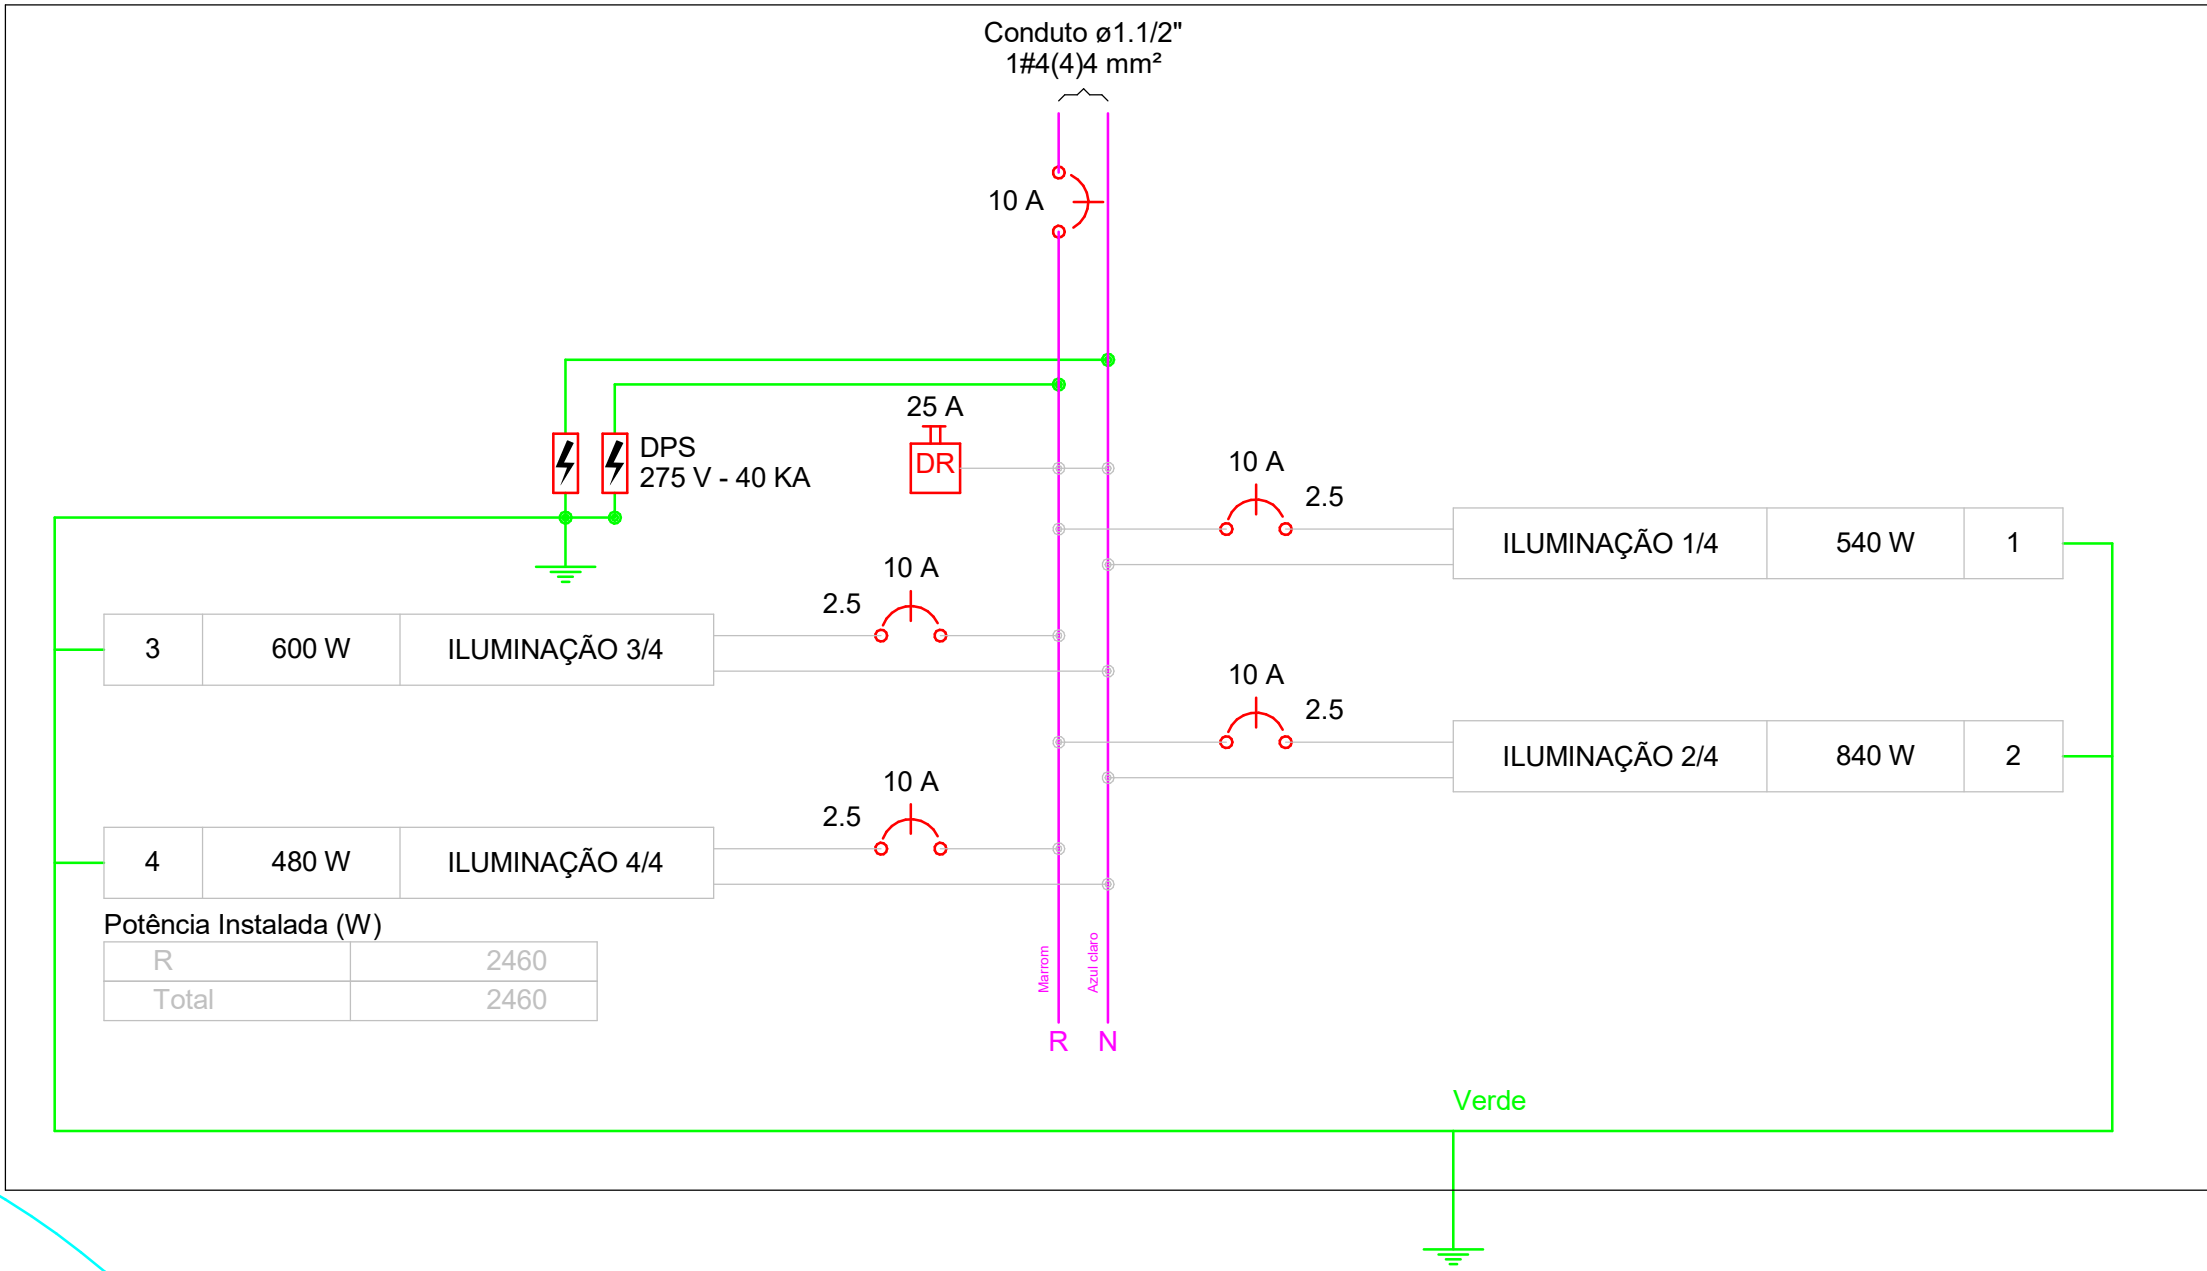 Conduto ø1.1/2"
1#4(4)4 mm²
10 A
25 A
DR
DPS
275 V - 40 KA
10 A
2.5
ILUMINAÇÃO 1/4 540 W 1
10 A
2.5
3 600 W ILUMINAÇÃO 3/4
10 A
2.5
ILUMINAÇÃO 2/4 840 W 2
10 A
2.5
4 480 W ILUMINAÇÃO 4/4
Potência Instalada (W)
R 2460
Total 2460
Marrom
Azul claro
R N
Verde